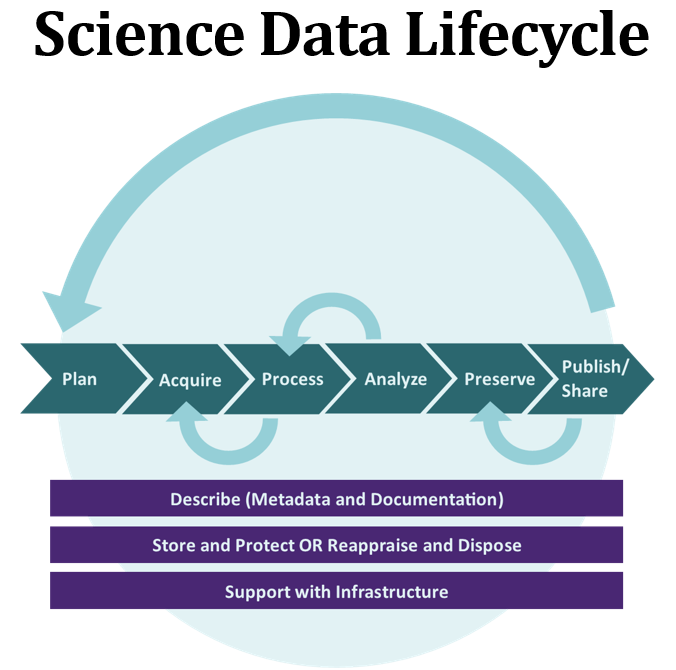 Science Data Lifecycle
Plan
Acquire
Process
Analyze
Preserve
Publish/
Share
Describe (Metadata and Documentation)
Store and Protect OR Reappraise and Dispose
Support with Infrastructure